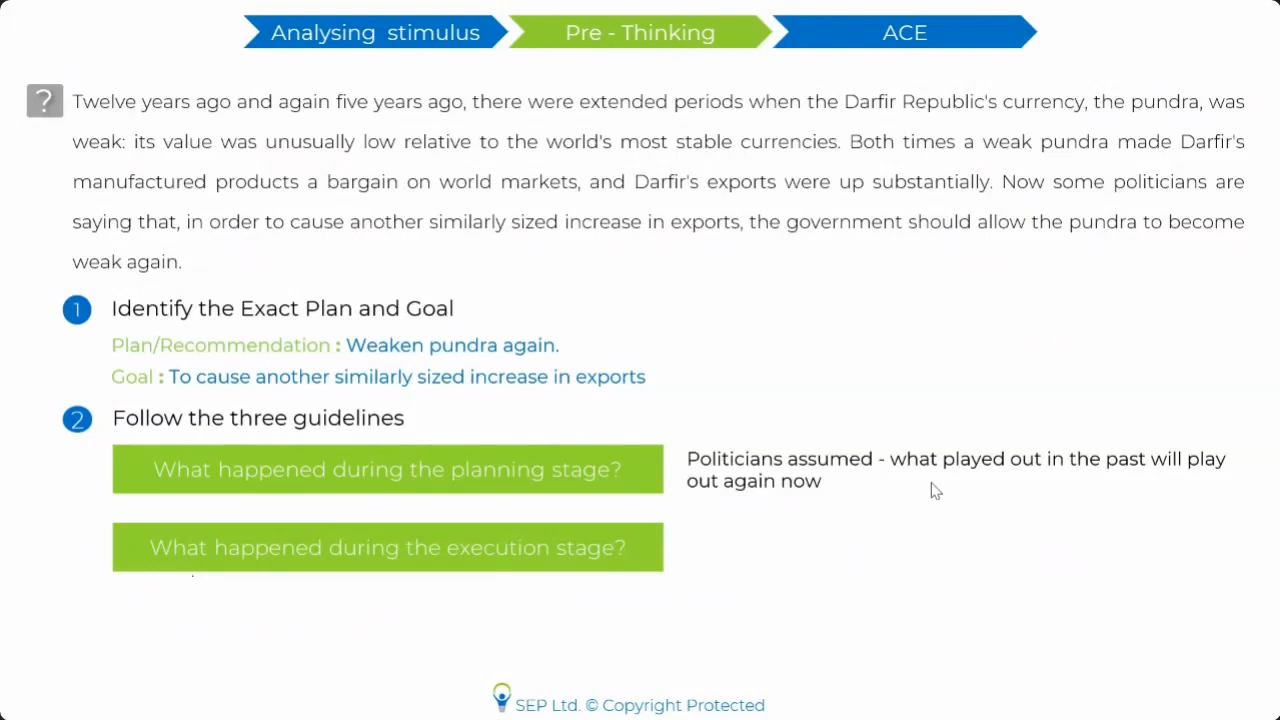 Analysing stimulus
Pre - Thinking
ACE
? Twelve years ago and again five years ago, there were extended periods when the Darfir Republic's currency, the pundra, was
weak: its value was unusually low relative to the world's most stable currencies. Both times a weak pundra made Darfir's
manufactured products a bargain on world markets, and Darfir's exports were up substantially. Now some politicians are
saying that, in order to cause another similarly sized increase in exports, the government should allow the pundra to become
weak again.
1 Identify the Exact Plan and Goal
Plan/Recommendation : Weaken pundra again.
Goal : To cause another similarly sized increase in exports
2 Follow the three guidelines
What happened during the planning stage?
Politicians assumed - what played out in the past will play
out again now
What happened during the execution stage?
SEP Ltd. © Copyright Protected